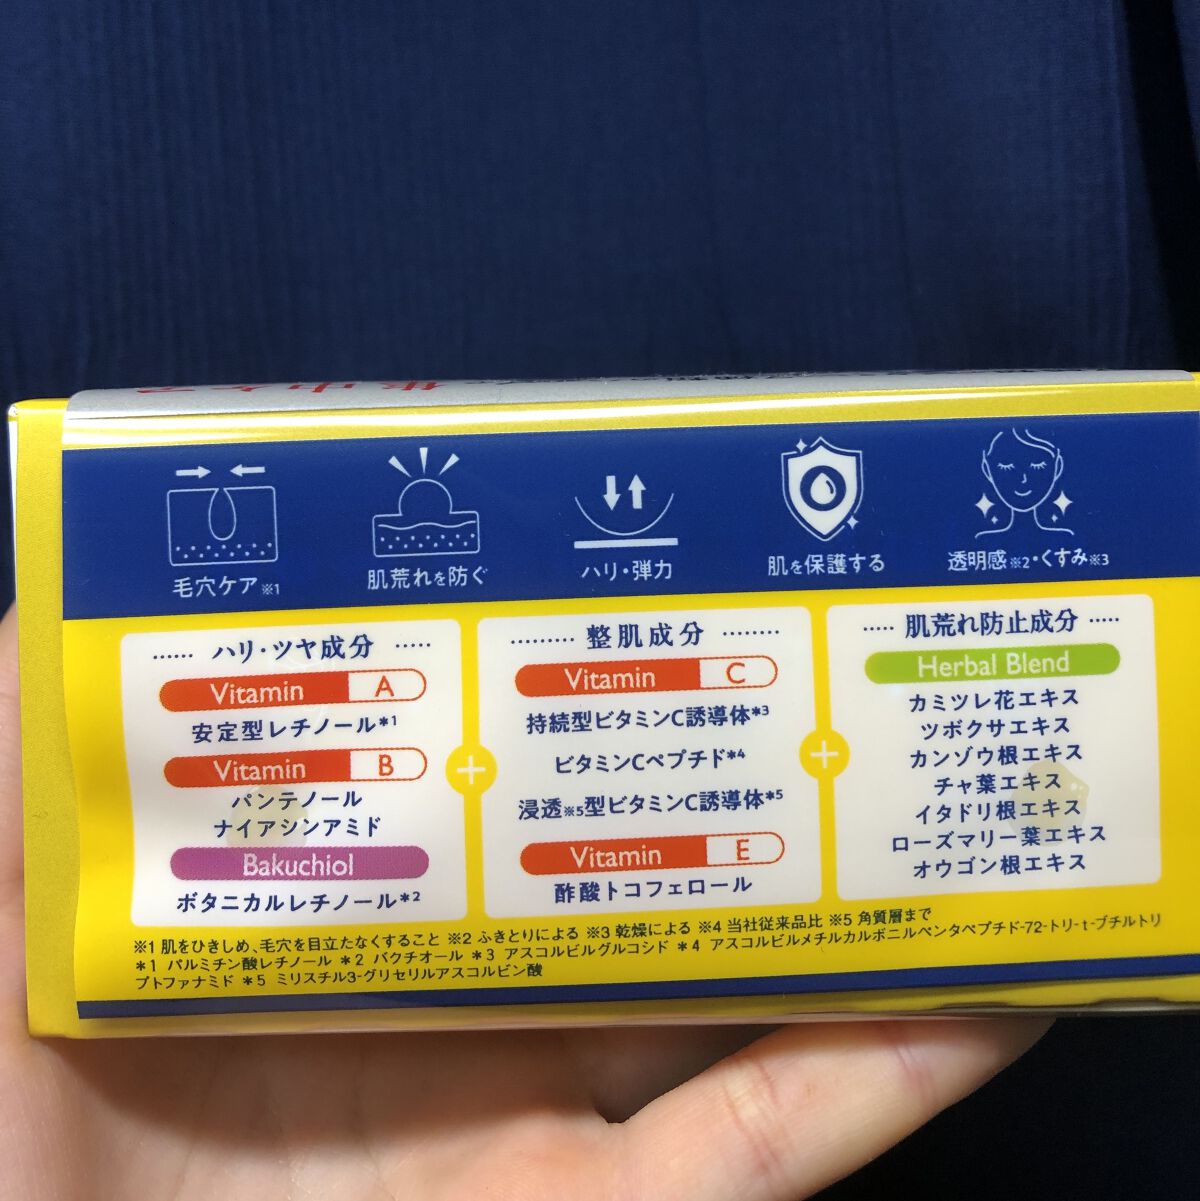 毛穴ケア※1
肌荒れを防ぐ
ハリ・弾力
肌を保護する
透明感※2・くすみ※3
ハリ・ツヤ成分
Vitamin A
安定型レチノール*1
Vitamin B
パンテノール
ナイアシンアミド
Bakuchiol
ボタニカルレチノール*2
+
整肌成分
Vitamin C
持続型ビタミンC誘導体*3
ビタミンCペプチド*4
浸透※5型ビタミンC誘導体*5
Vitamin E
酢酸トコフェロール
+
肌荒れ防止成分
Herbal Blend
カミツレ花エキス
ツボクサエキス
カンゾウ根エキス
チャ葉エキス
イタドリ根エキス
ローズマリー葉エキス
オウゴン根エキス
※1 肌をひきしめ、毛穴を目立たなくすること ※2 ふきとりによる ※3 乾燥による ※4 当社従来品比 ※5 角質層まで
*1 パルミチン酸レチノール *2 バクチオール *3 アスコルビルグルコシド *4 アスコルビルメチルカルボニルペンタペプチド-72-トリ-t-ブチルトリ
プトファナミド *5 ミリスチル3-グリセリルアスコルビン酸